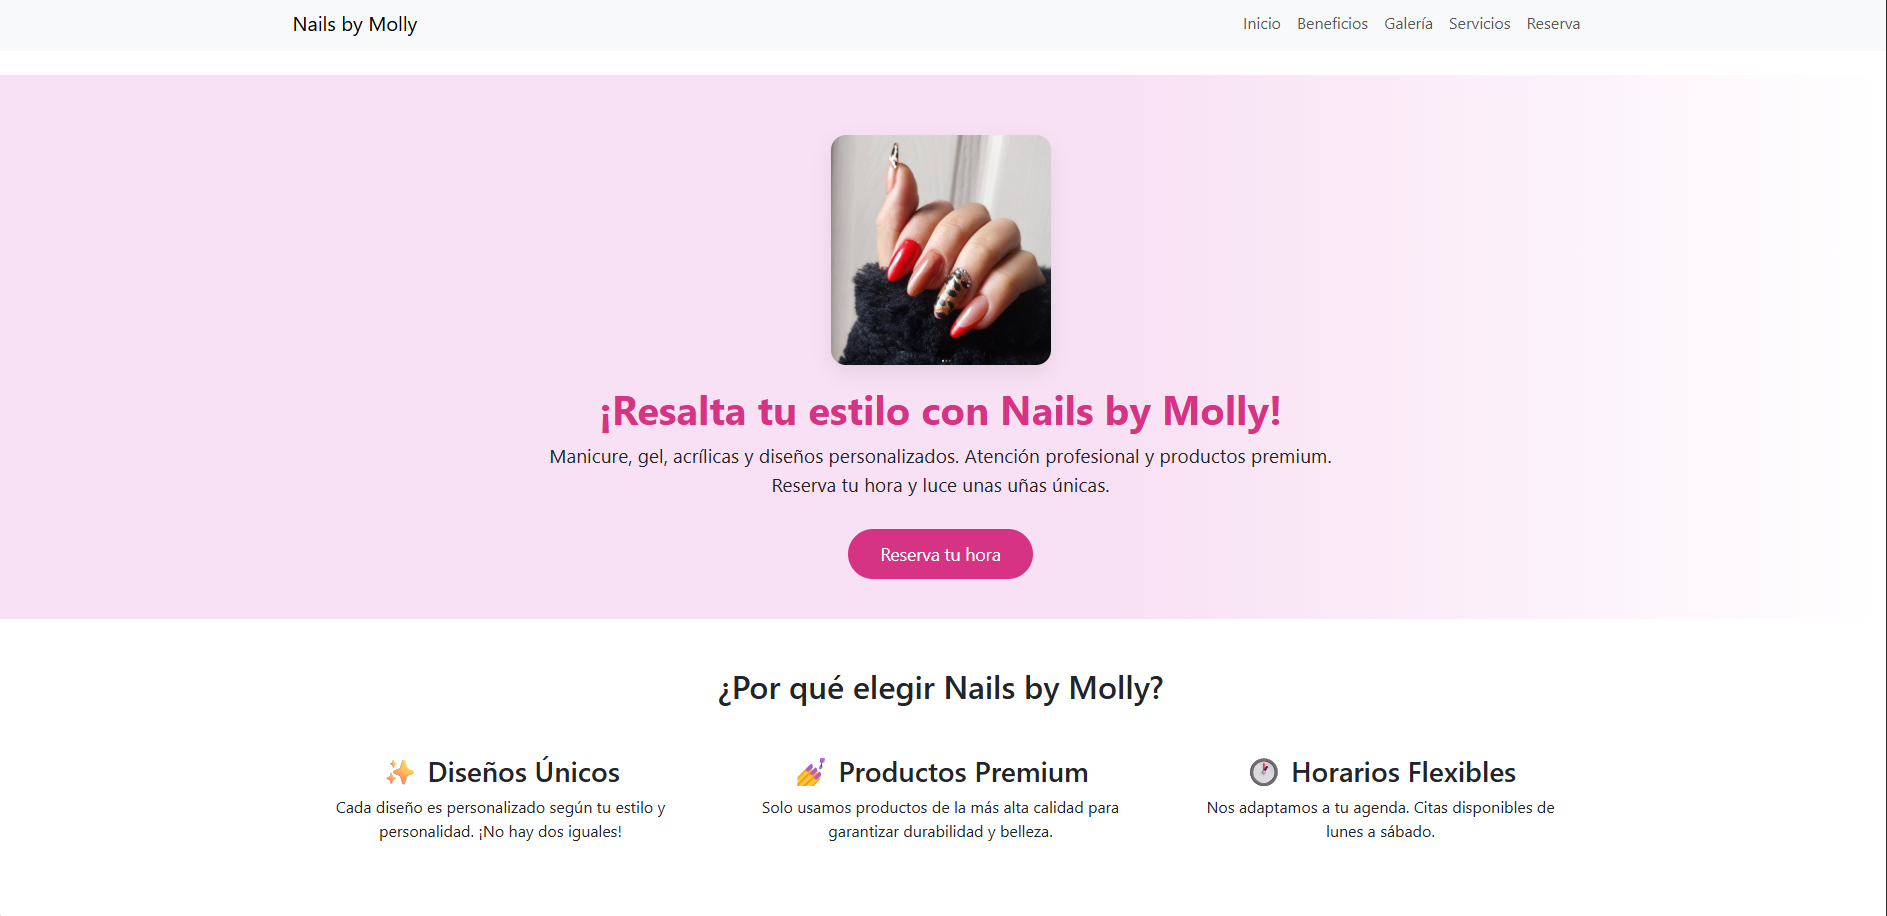 Nails by Molly
Inicio Beneficios Galería Servicios Reserva
¡Resalta tu estilo con Nails by Molly!
Manicure, gel, acrílicas y diseños personalizados. Atención profesional y productos premium.
Reserva tu hora y luce unas uñas únicas.
Reserva tu hora
¿Por qué elegir Nails by Molly?
✨ Diseños Únicos
Cada diseño es personalizado según tu estilo y
personalidad. ¡No hay dos iguales!
💅 Productos Premium
Solo usamos productos de la más alta calidad para
garantizar durabilidad y belleza.
🕐 Horarios Flexibles
Nos adaptamos a tu agenda. Citas disponibles de
lunes a sábado.